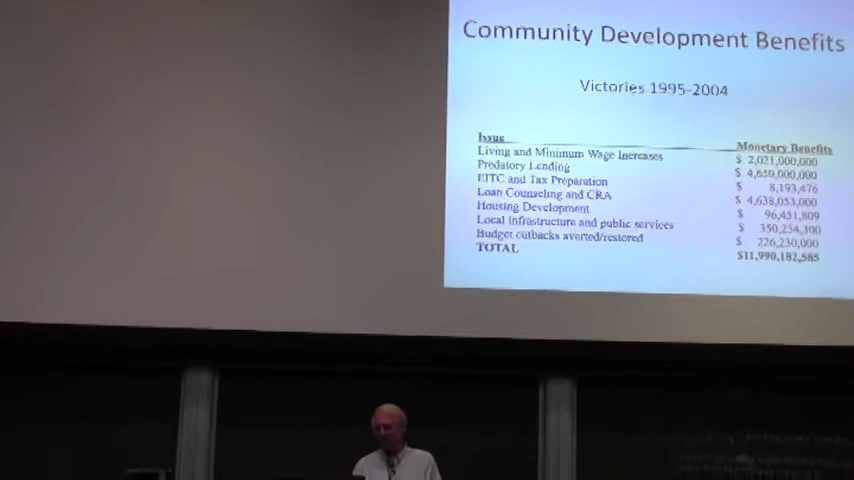 Community Development Benefits
Victories 1995-2004
Issue Monetary Benefits
Living and Minimum Wage Increases $ 2,021,000,000
Predatory Lending $ 4,650,000,000
EITC and Tax Preparation $ 8,193,476
Loan Counseling and CRA $ 4,638,053,000
Housing Development $ 96,451,809
Local infrastructure and public services $ 350,254,300
Budget cutbacks averted/restored $ 226,230,000
TOTAL $11,990,182,585